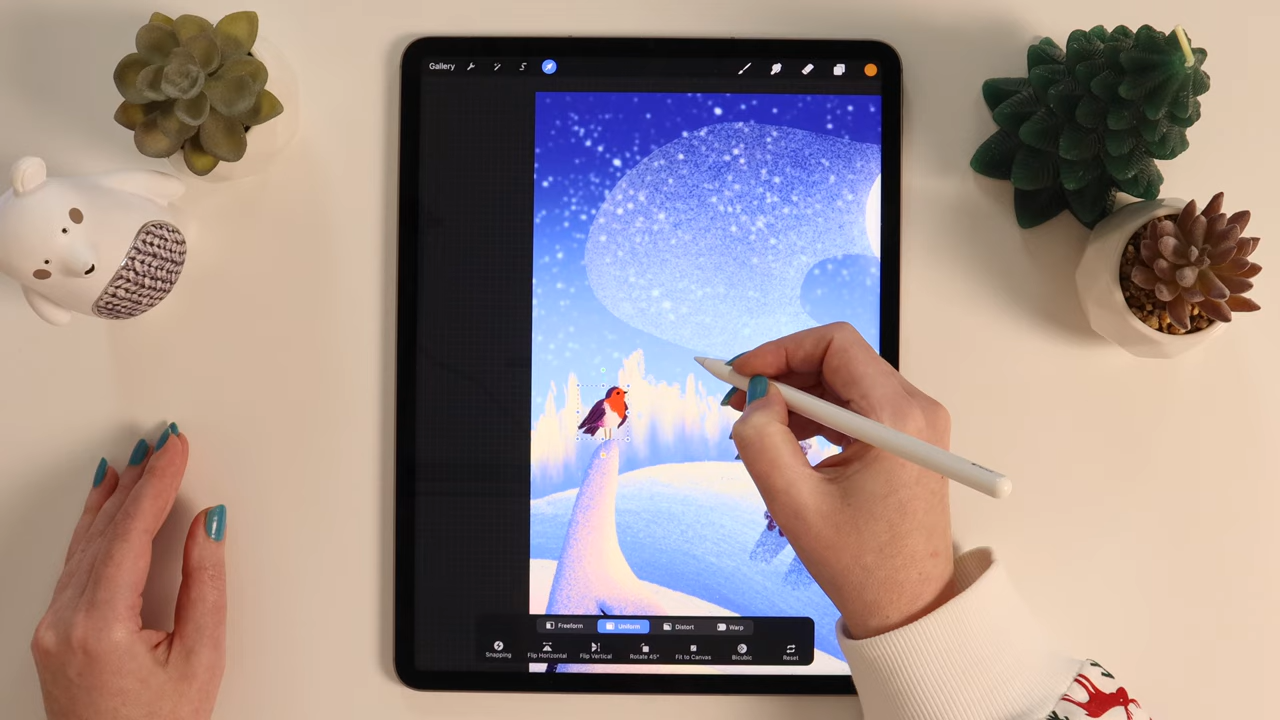 Gallery
Freeform Uniform Distort Warp
Snapping Flip Horizontal Flip Vertical Rotate 45° Fit to Canvas Bicubic Reset